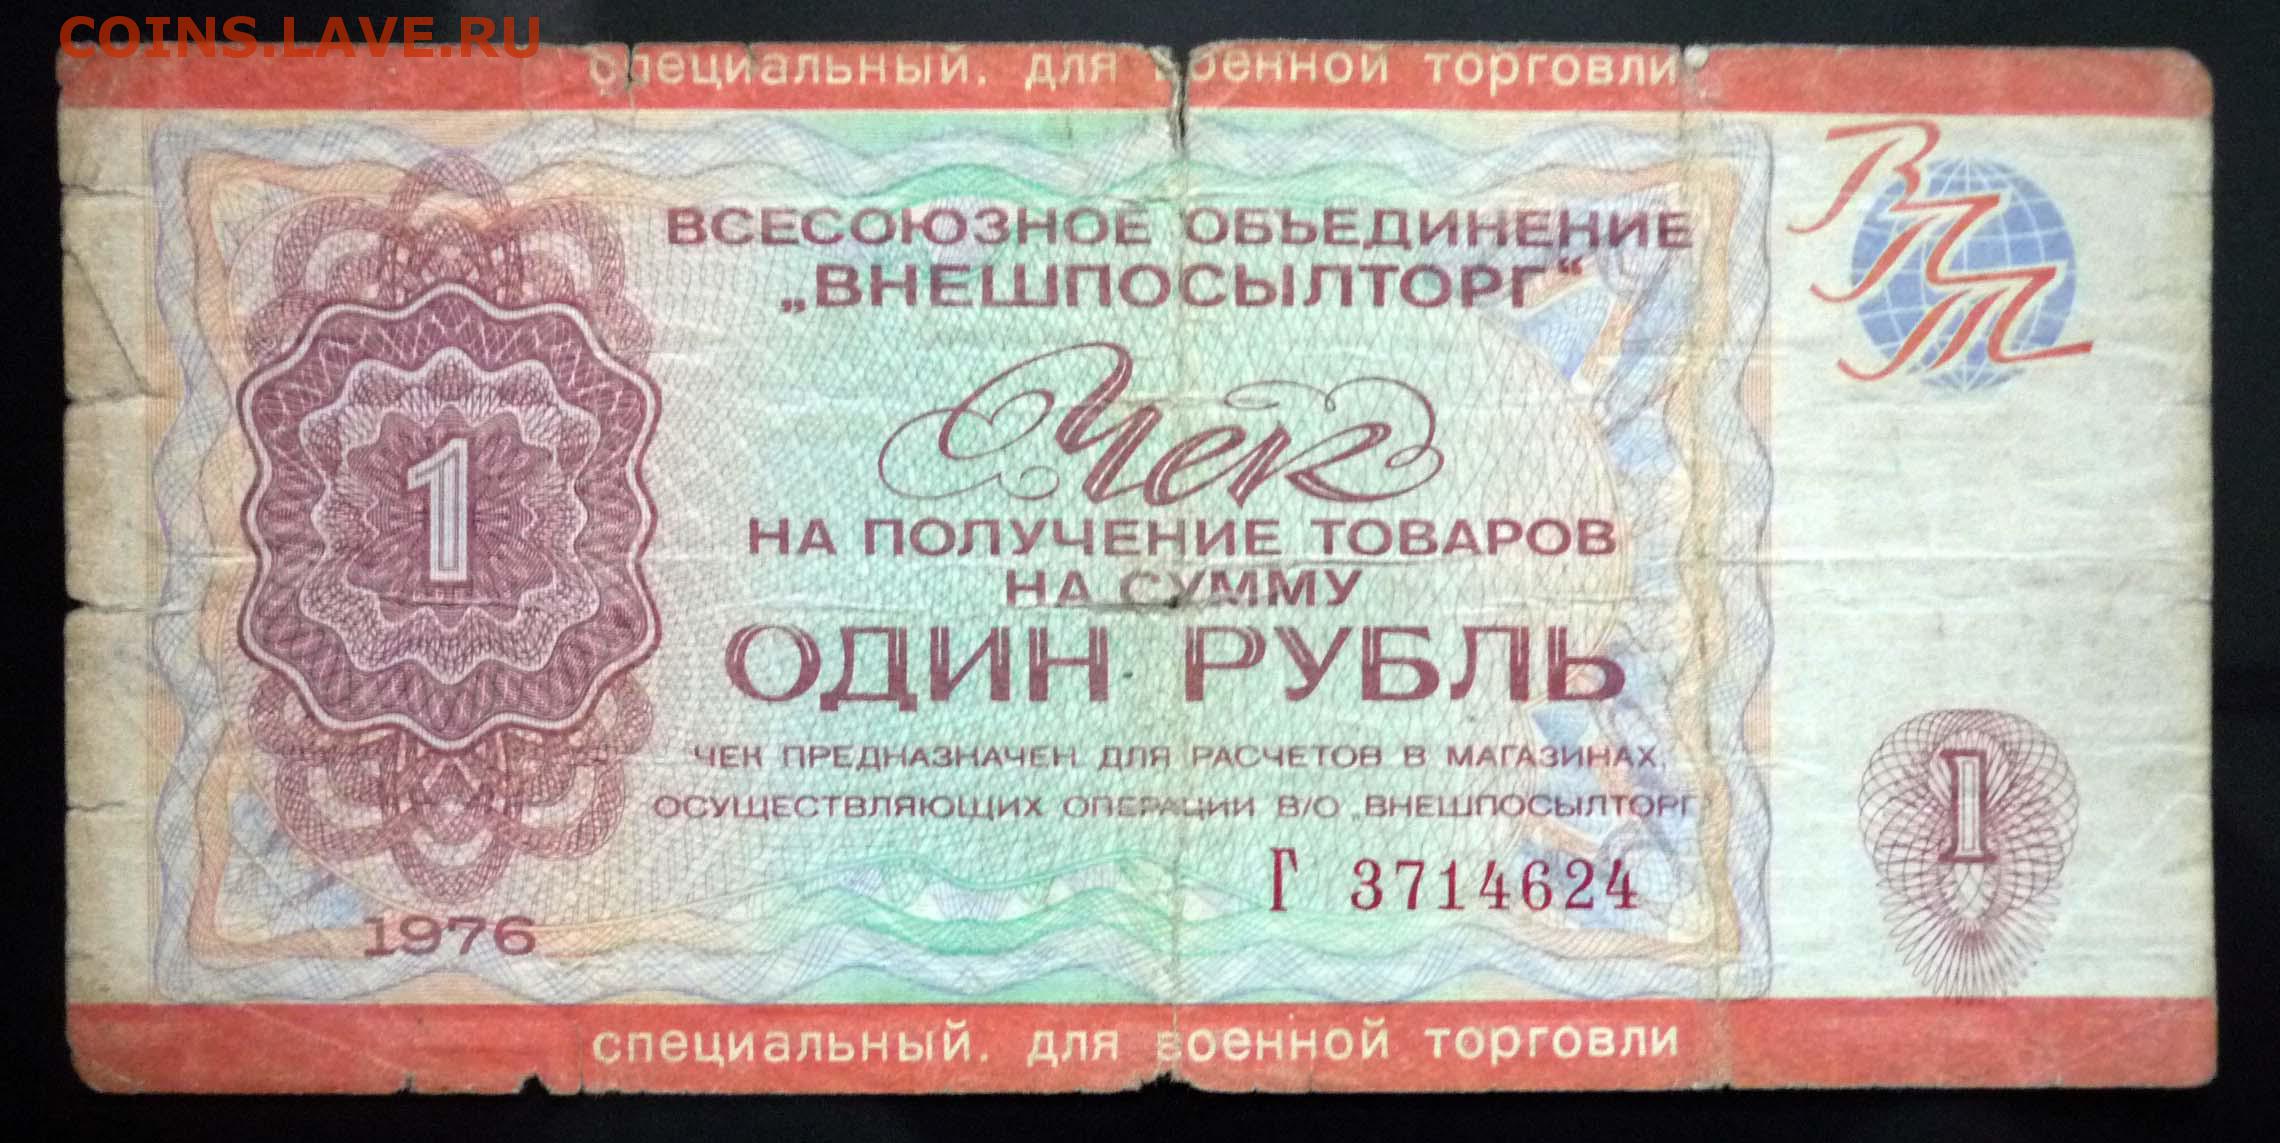 COINS.LAVE.RU
специальный. для военной торговли
ВСЕСОЮЗНОЕ ОБЪЕДИНЕНИЕ
„ВНЕШПОСЫЛТОРГ“
ВПТ
Чек
НА ПОЛУЧЕНИЕ ТОВАРОВ
НА СУММУ
1
ОДИН РУБЛЬ
ЧЕК ПРЕДНАЗНАЧЕН ДЛЯ РАСЧЕТОВ В МАГАЗИНАХ,
ОСУЩЕСТВЛЯЮЩИХ ОПЕРАЦИИ В/О „ВНЕШПОСЫЛТОРГ“
1
Г 3714624
1976
специальный. для военной торговли